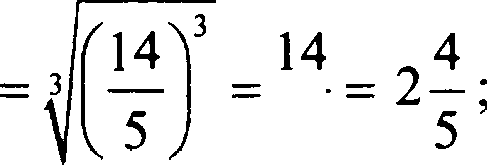 = ∛((14/5)³) = 14 · = 2 4/5 ;